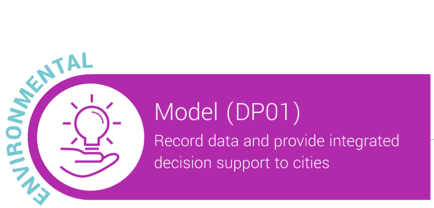 ENVIRONMENTAL
Model (DP01)
Record data and provide integrated
decision support to cities